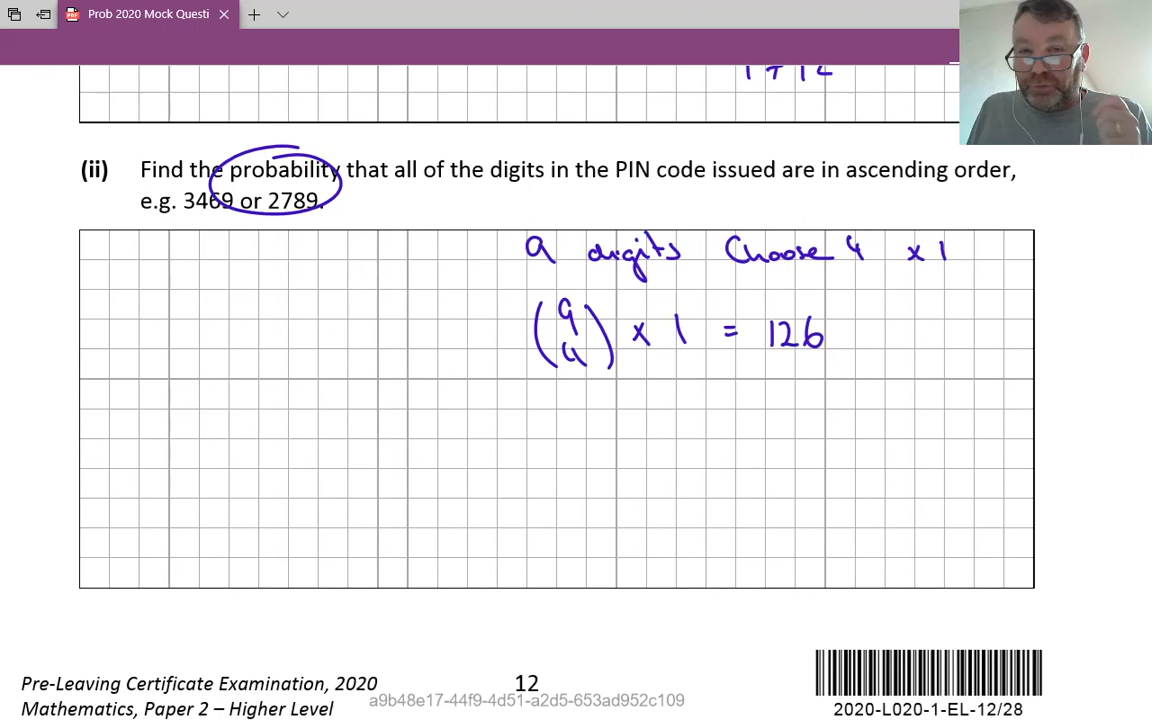 Prob 2020 Mock Questi
(ii) Find the probability that all of the digits in the PIN code issued are in ascending order,
e.g. 3469 or 2789.
9 digits Choose 4 x 1
(9 4) x 1 = 126
Pre-Leaving Certificate Examination, 2020
12
Mathematics, Paper 2 – Higher Level
a9b48e17-44f9-4d51-a2d5-653ad952c109
2020-L020-1-EL-12/28